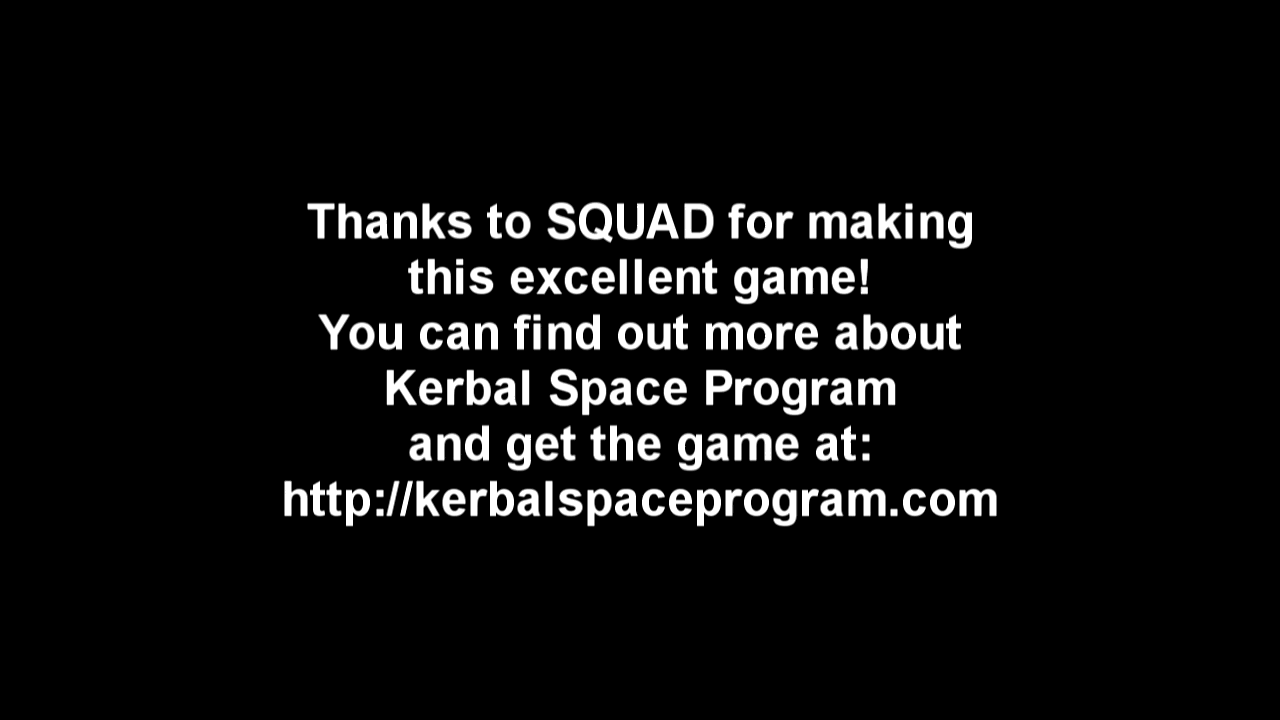 Thanks to SQUAD for making
this excellent game!
You can find out more about
Kerbal Space Program
and get the game at:
http://kerbalspaceprogram.com